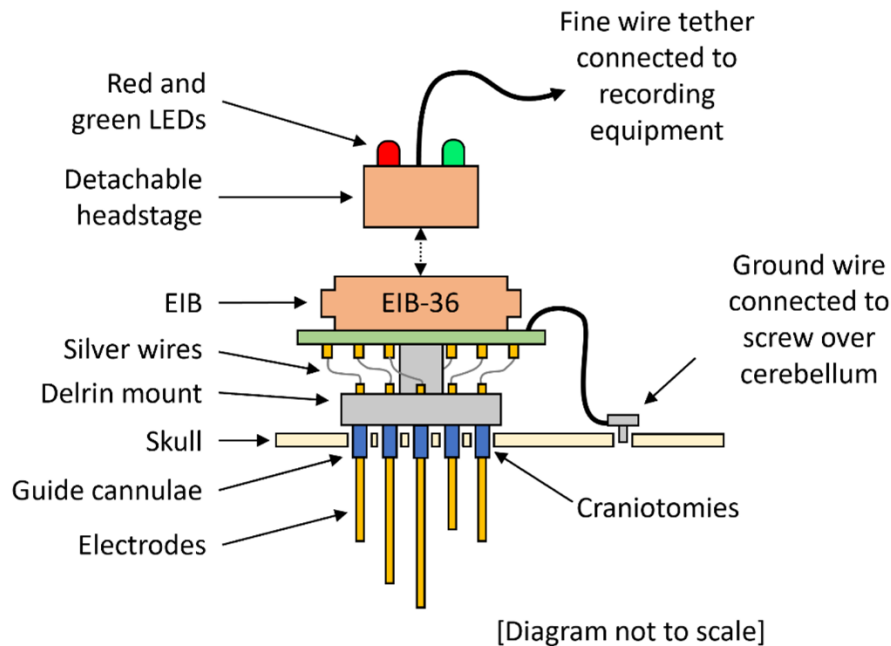 Fine wire tether
connected to
recording
equipment
Red and
green LEDs
Detachable
headstage
EIB
EIB-36
Ground wire
connected to
screw over
cerebellum
Silver wires
Delrin mount
Skull
Guide cannulae
Craniotomies
Electrodes
[Diagram not to scale]